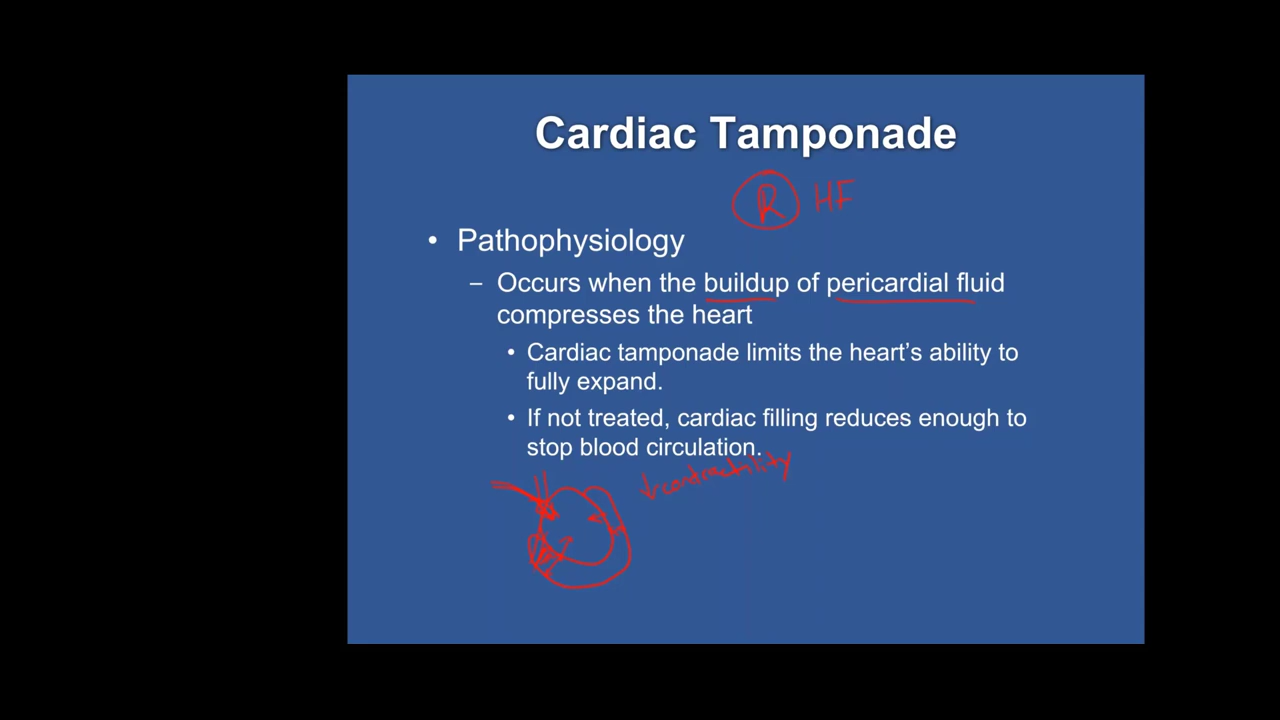 Cardiac Tamponade
R HF
• Pathophysiology
– Occurs when the buildup of pericardial fluid
compresses the heart
• Cardiac tamponade limits the heart's ability to
fully expand.
• If not treated, cardiac filling reduces enough to
stop blood circulation.
↓contractility